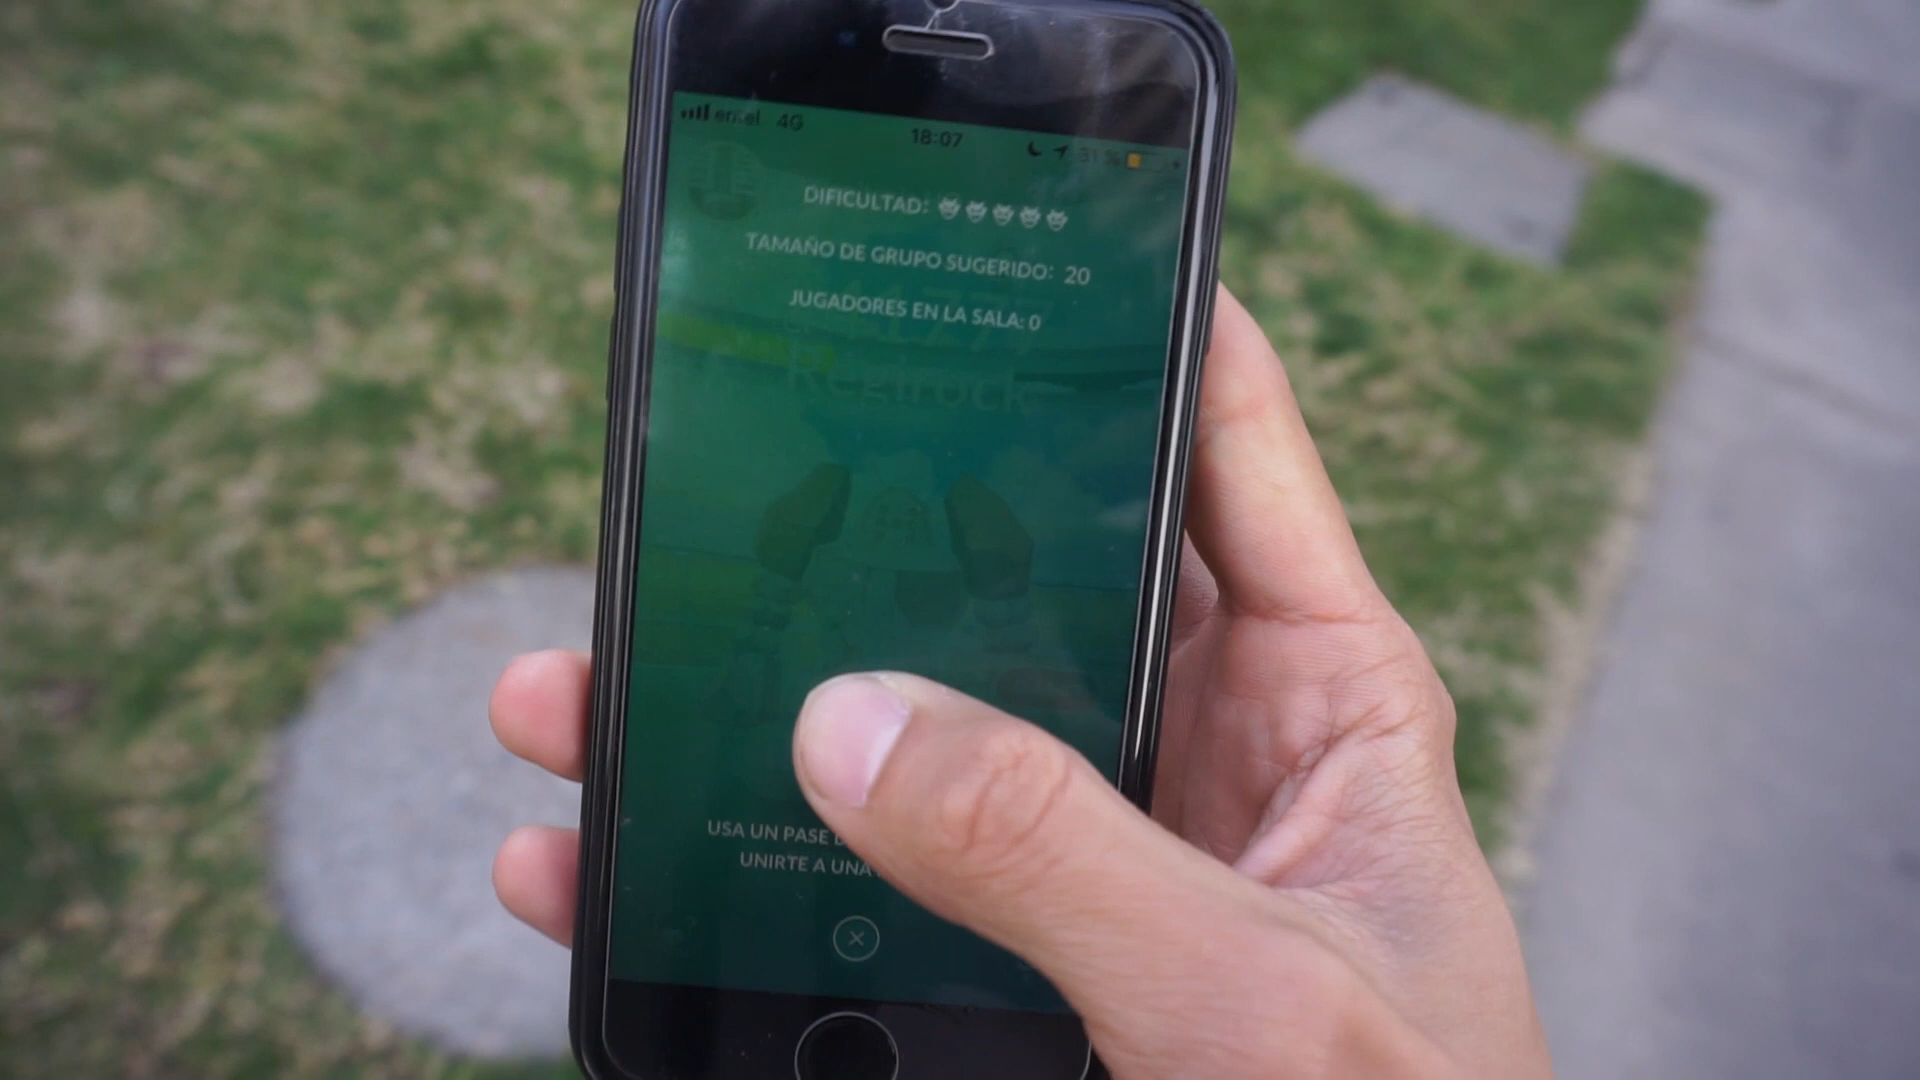 entel 4G 18:07 31 %
DIFICULTAD:
TAMAÑO DE GRUPO SUGERIDO: 20
JUGADORES EN LA SALA: 0
Regirock
USA UN PASE
UNIRTE A UNA